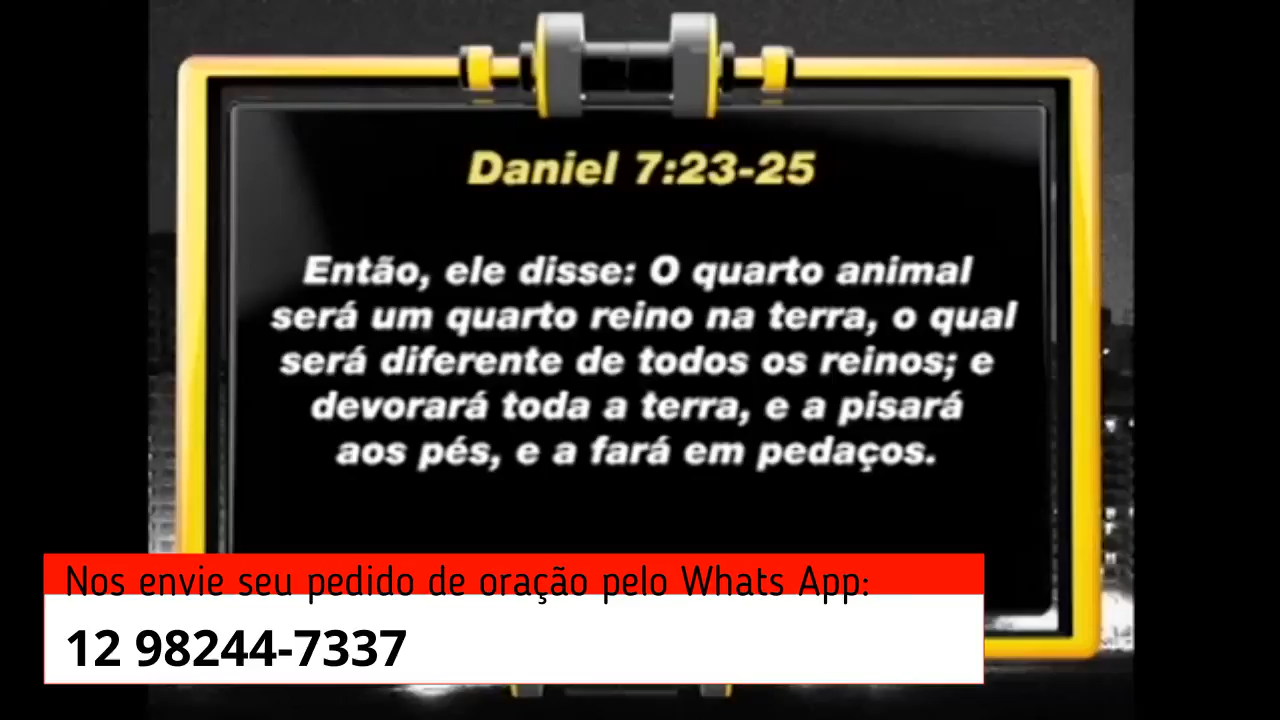 Daniel 7:23-25
Então, ele disse: O quarto animal
será um quarto reino na terra, o qual
será diferente de todos os reinos; e
devorará toda a terra, e a pisará
aos pés, e a fará em pedaços.
Nos envie seu pedido de oração pelo Whats App:
12 98244-7337